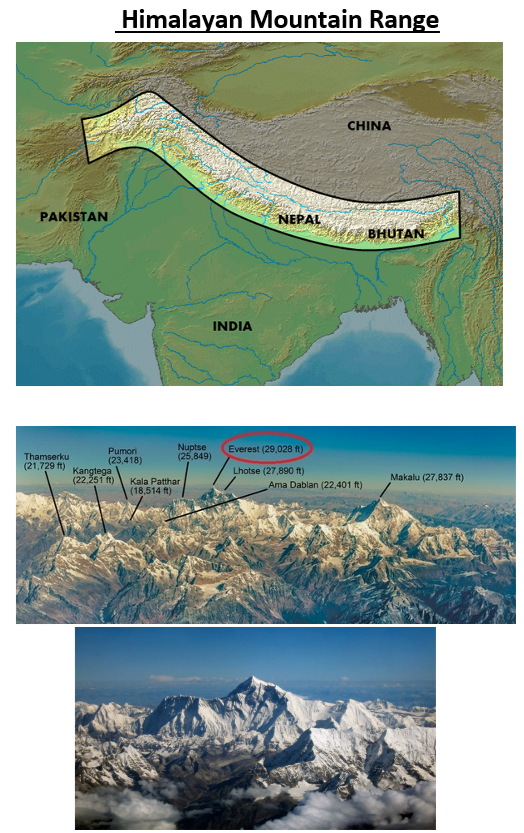 Himalayan Mountain Range
CHINA
PAKISTAN
NEPAL
BHUTAN
INDIA
Thamserku
(21,729 ft)
Kangtega
(22,251 ft)
Pumori
(23,418)
Kala Patthar
(18,514 ft)
Nuptse
(25,849)
Everest (29,028 ft)
Lhotse (27,890 ft)
Ama Dablan (22,401 ft)
Makalu (27,837 ft)